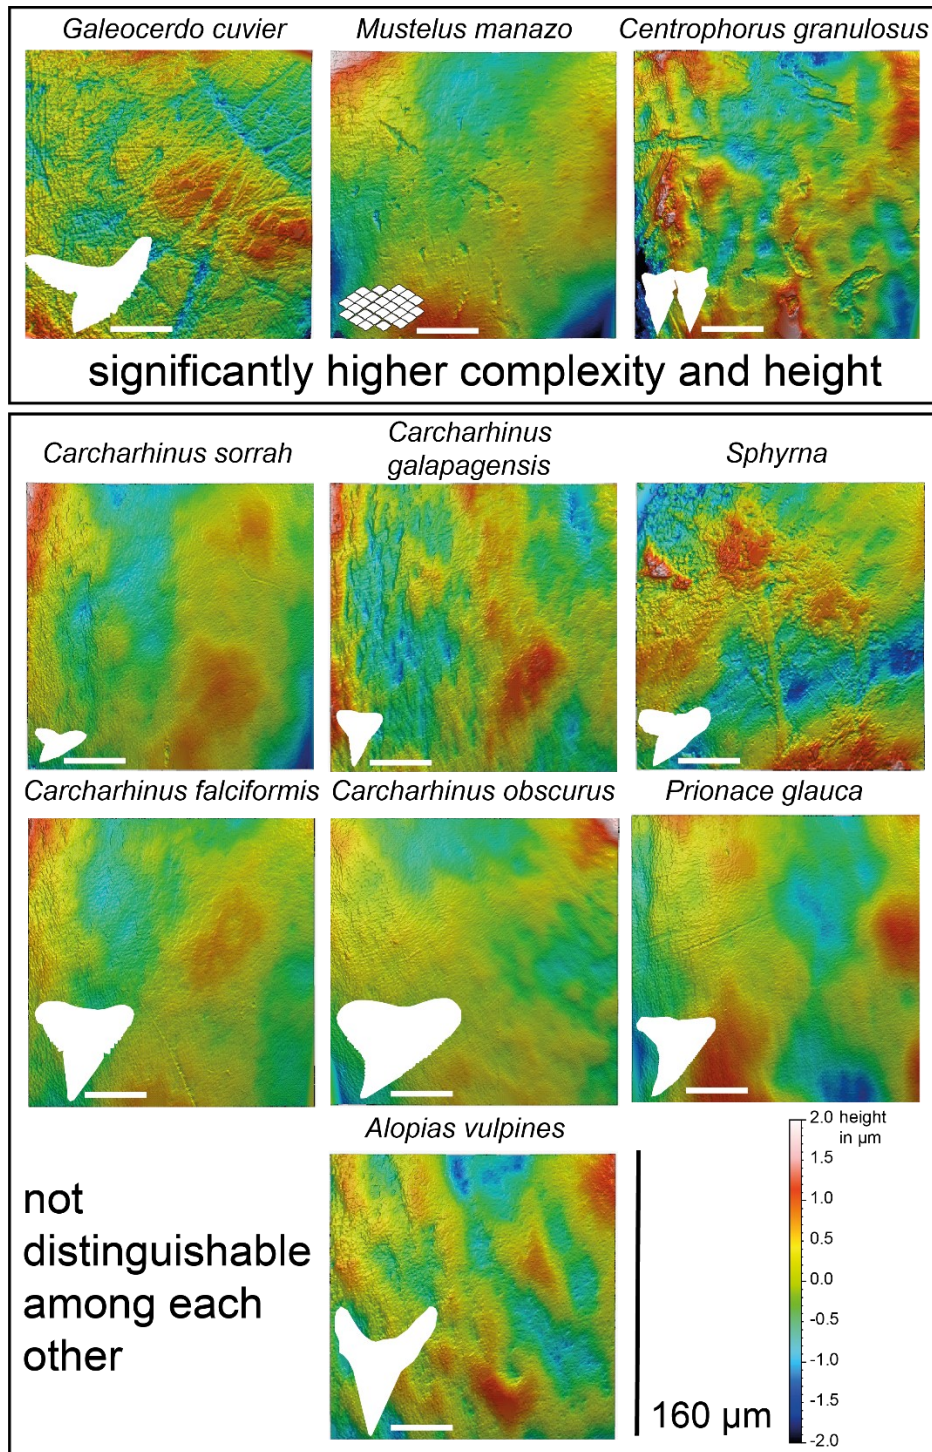 Galeocerdo cuvier
Mustelus manazo
Centrophorus granulosus
significantly higher complexity and height
Carcharhinus sorrah
Carcharhinus
galapagensis
Sphyrna
Carcharhinus falciformis
Carcharhinus obscurus
Prionace glauca
Alopias vulpines
not
distinguishable
among each
other
160 µm
2.0 height
in µm
1.5
1.0
0.5
0.0
-0.5
-1.0
-1.5
-2.0